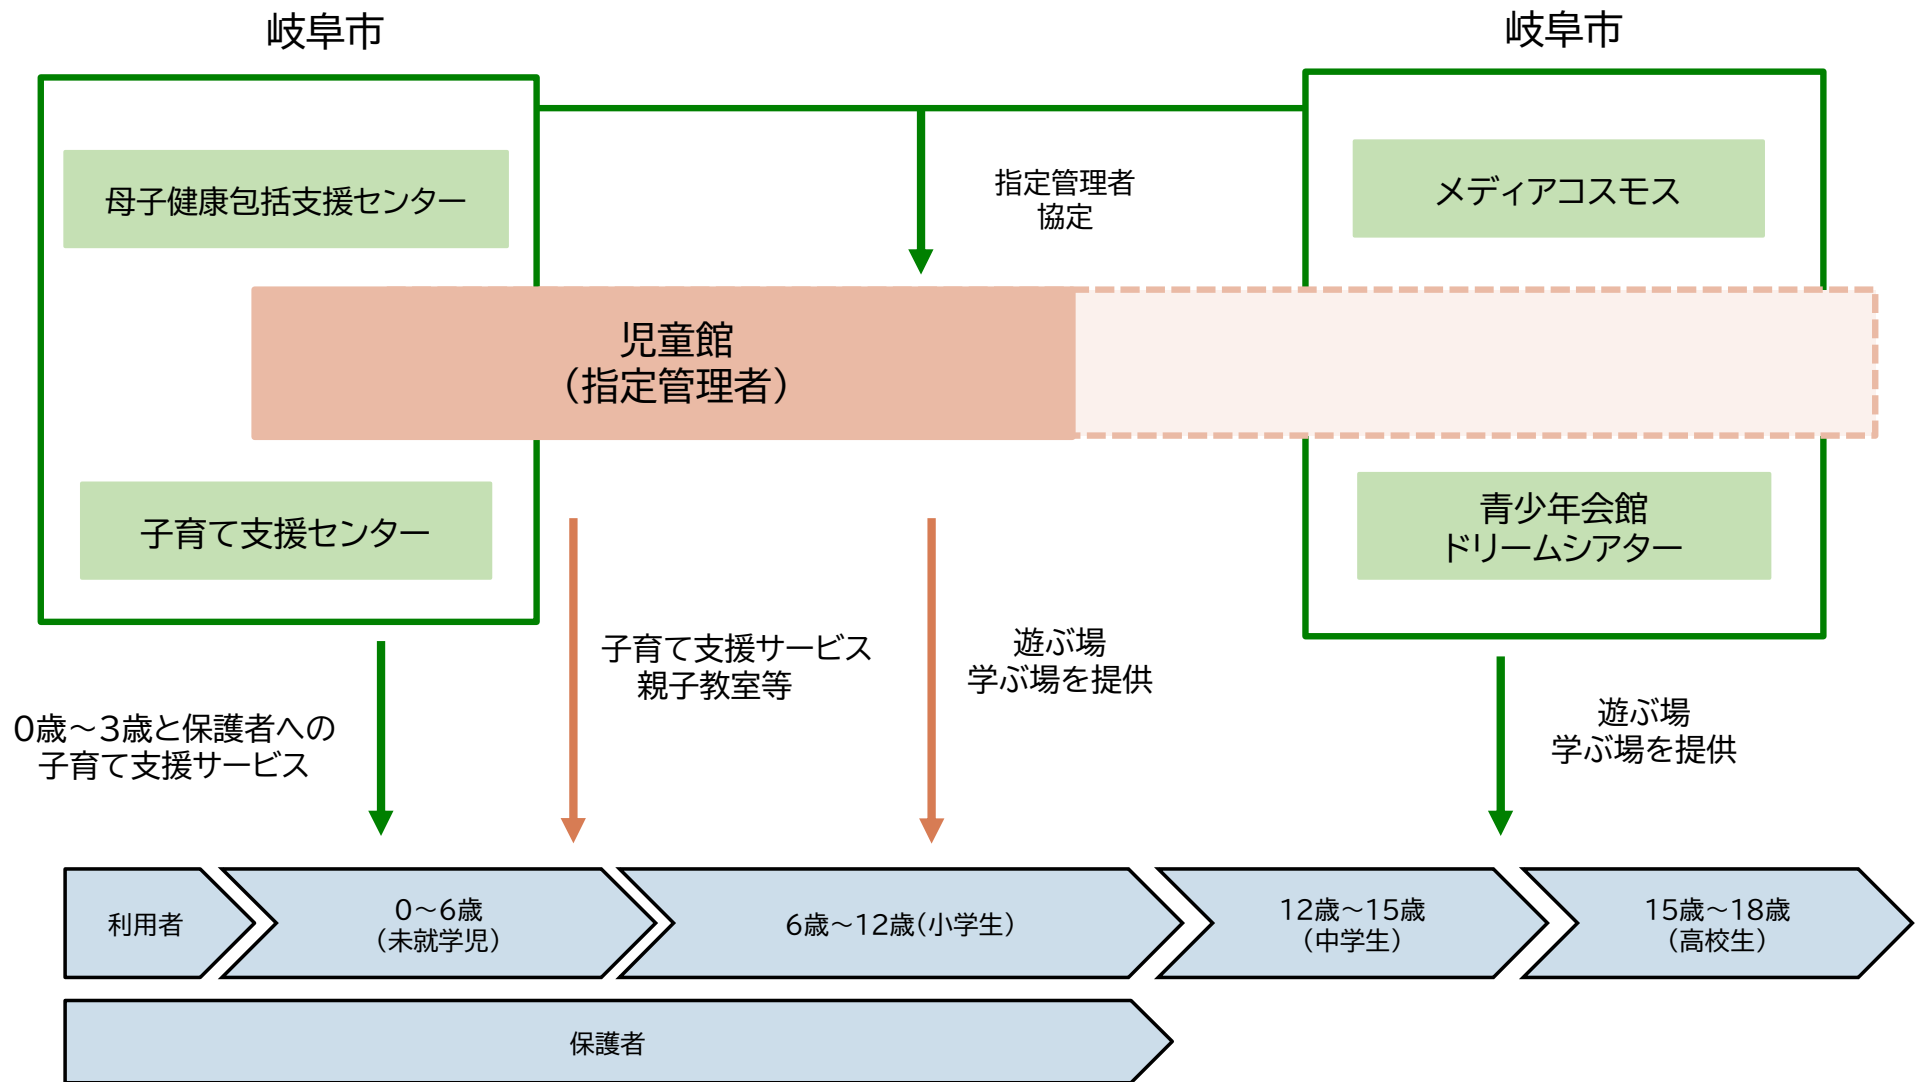 岐阜市
岐阜市
母子健康包括支援センター
指定管理者
協定
メディアコスモス
児童館
（指定管理者）
子育て支援センター
青少年会館
ドリームシアター
子育て支援サービス
親子教室等
遊ぶ場
学ぶ場を提供
0歳～3歳と保護者への
子育て支援サービス
遊ぶ場
学ぶ場を提供
利用者
0～6歳
（未就学児）
6歳～12歳（小学生）
12歳～15歳
（中学生）
15歳～18歳
（高校生）
保護者